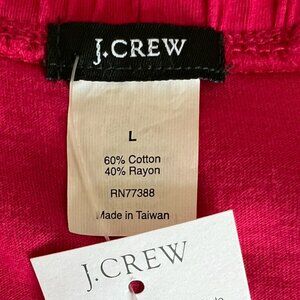 J.CREW
L
60% Cotton
40% Rayon
RN77388
Made in Taiwan
J.CREW